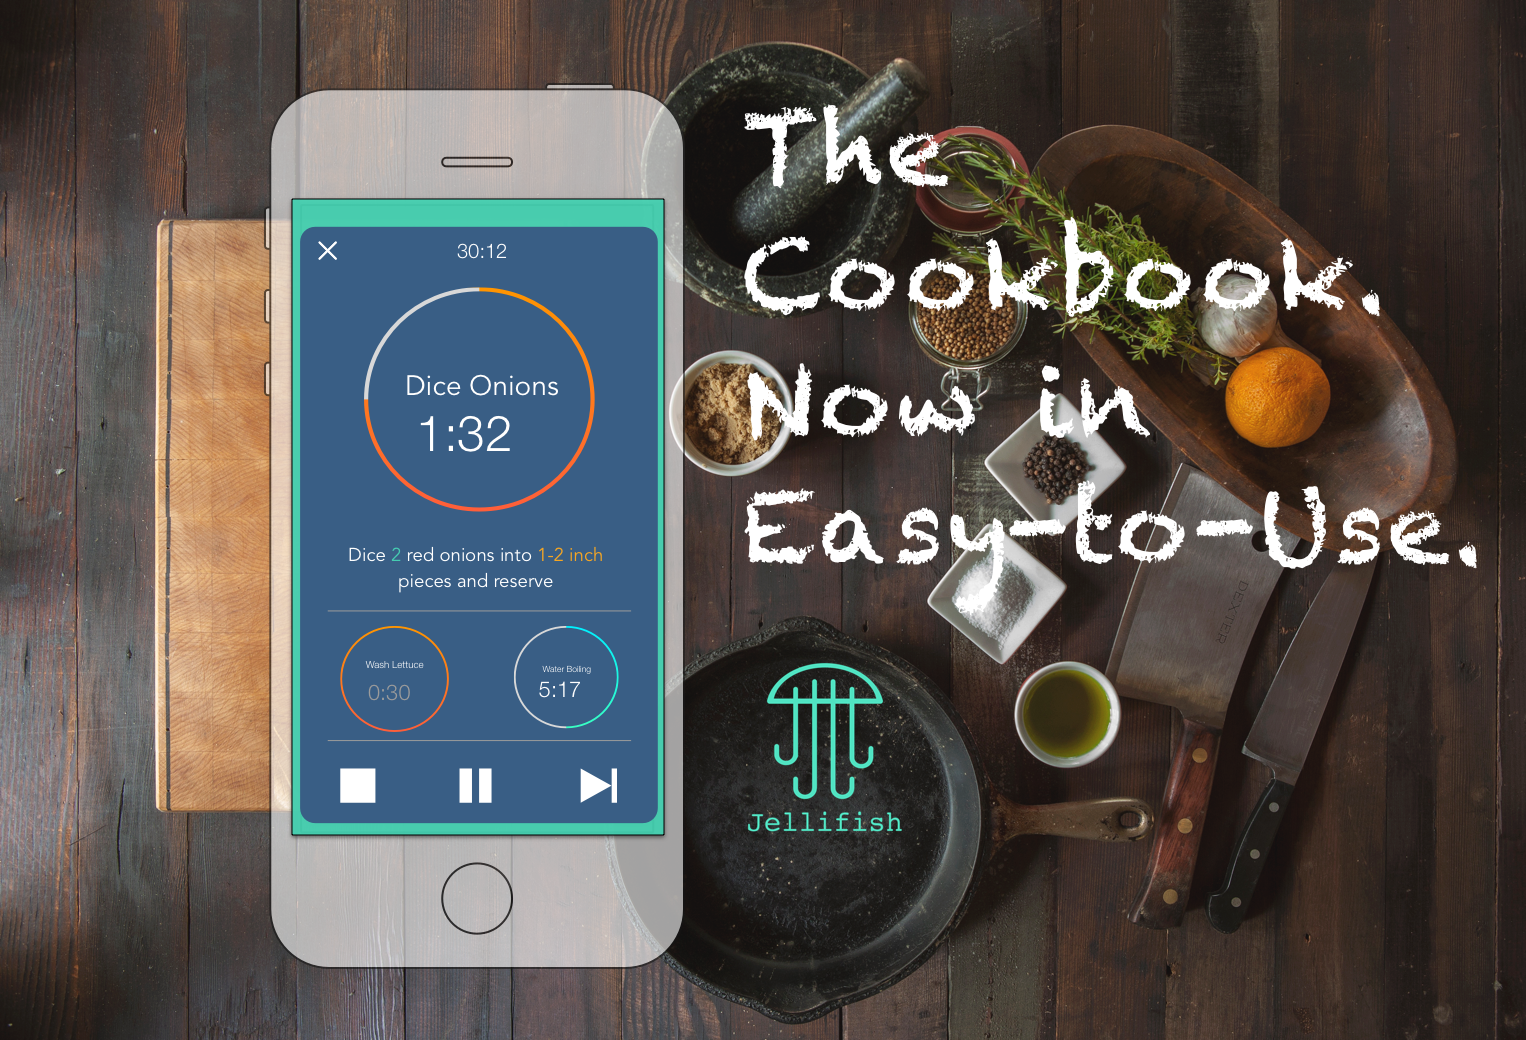 30:12
Dice Onions
1:32
Dice 2 red onions into 1-2 inch
pieces and reserve
Wash Lettuce
0:30
Water Boiling
5:17
The
Cookbook.
Now in
Easy-to-Use.
Jellifish
DEXTER